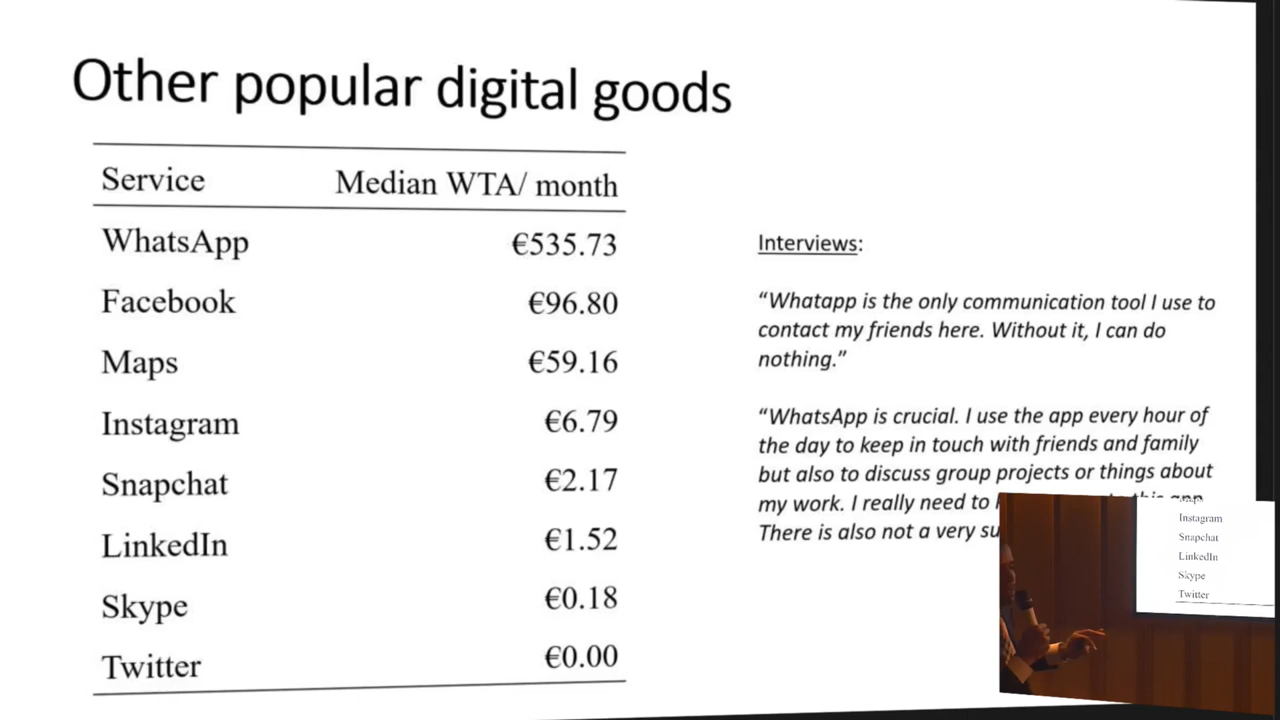 Other popular digital goods
Service Median WTA/ month
WhatsApp €535.73
Facebook €96.80
Maps €59.16
Instagram €6.79
Snapchat €2.17
LinkedIn €1.52
Skype €0.18
Twitter €0.00
Interviews:
“Whatapp is the only communication tool I use to
contact my friends here. Without it, I can do
nothing.”
“WhatsApp is crucial. I use the app every hour of
the day to keep in touch with friends and family
but also to discuss group projects or things about
my work. I really need to this app
There is also not a very
Instagram
Snapchat
LinkedIn
Skype
Twitter